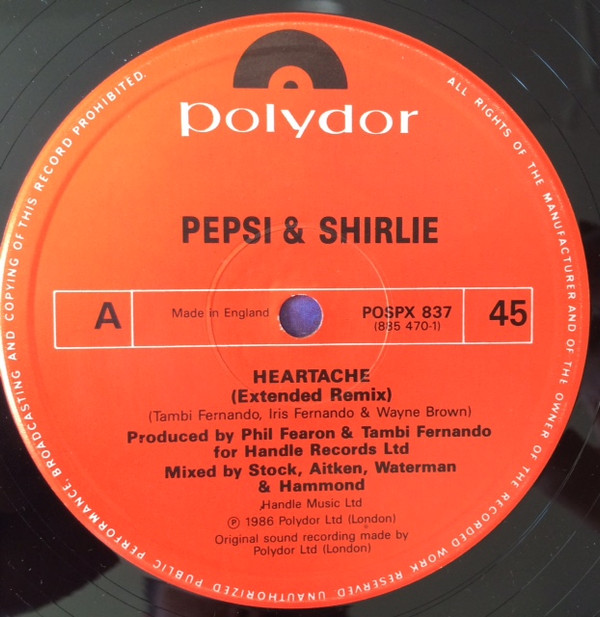 polydor
PEPSI & SHIRLIE
A
Made in England
POSPX 837
(885 470-1)
45
HEARTACHE
(Extended Remix)
(Tambi Fernando, Iris Fernando & Wayne Brown)
Produced by Phil Fearon & Tambi Fernando
for Handle Records Ltd
Mixed by Stock, Aitken, Waterman
& Hammond
Handle Music Ltd
Ⓟ 1986 Polydor Ltd (London)
Original sound recording made by
Polydor Ltd (London)
ALL RIGHTS OF THE MANUFACTURER AND OF THE OWNER OF THE RECORDED WORK RESERVED UNAUTHORIZED PUBLIC PERFORMANCE, BROADCASTING AND COPYING OF THIS RECORD PROHIBITED.